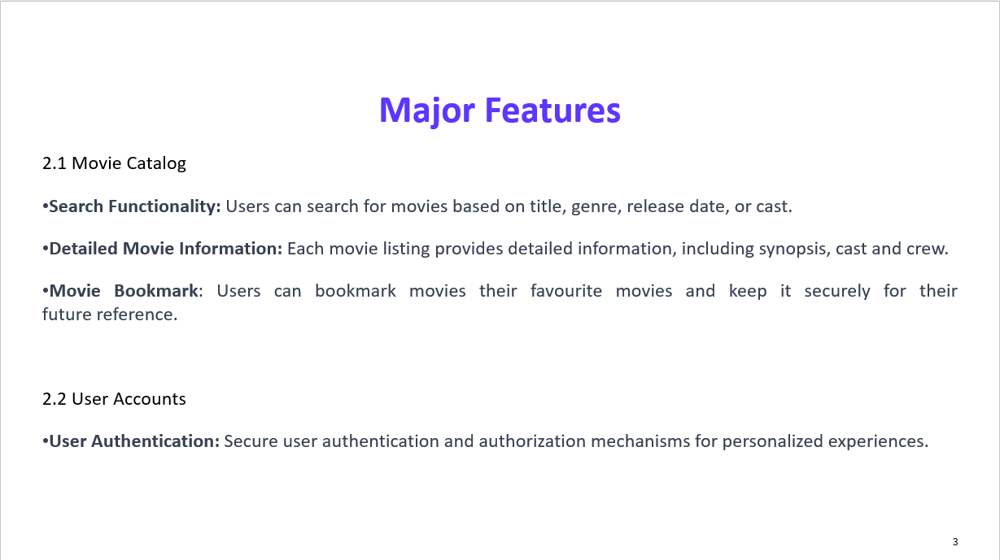 Major Features
2.1 Movie Catalog
•Search Functionality: Users can search for movies based on title, genre, release date, or cast.
•Detailed Movie Information: Each movie listing provides detailed information, including synopsis, cast and crew.
•Movie Bookmark: Users can bookmark movies their favourite movies and keep it securely for their
future reference.
2.2 User Accounts
•User Authentication: Secure user authentication and authorization mechanisms for personalized experiences.
3